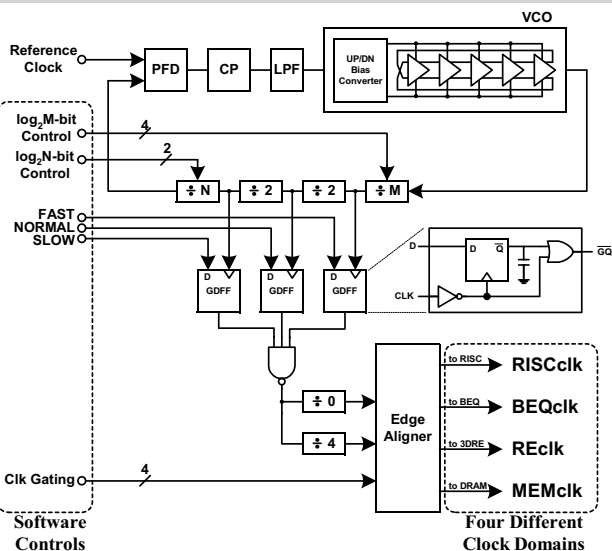 VCO
Reference
Clock
PFD
CP
LPF
UP/DN
Bias
Converter
log2M-bit
Control
4
log2N-bit
Control
2
÷ N
÷ 2
÷ 2
÷ M
FAST
NORMAL
SLOW
D
GDFF
D
GDFF
D
GDFF
D
D
Q̅
G̅Q̅
CLK
÷ 0
÷ 4
Edge
Aligner
to RISC
RISCclk
to BEQ
BEQclk
to 3DRE
REclk
to DRAM
MEMclk
Clk Gating
4
Software
Controls
Four Different
Clock Domains